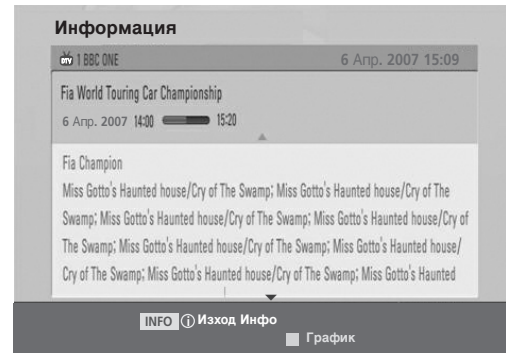 Информация
DTV 1 BBC ONE 6 Апр. 2007 15:09
Fia World Touring Car Championship
6 Апр. 2007 14:00 15:20
Fia Champion
Miss Gotto's Haunted house/Cry of The Swamp; Miss Gotto's Haunted house/Cry of The
Swamp; Miss Gotto's Haunted house/Cry of The Swamp; Miss Gotto's Haunted house/Cry of
The Swamp; Miss Gotto's Haunted house/Cry of The Swamp; Miss Gotto's Haunted house/
Cry of The Swamp; Miss Gotto's Haunted house/Cry of The Swamp; Miss Gotto's Haunted
INFO i Изход Инфо
График